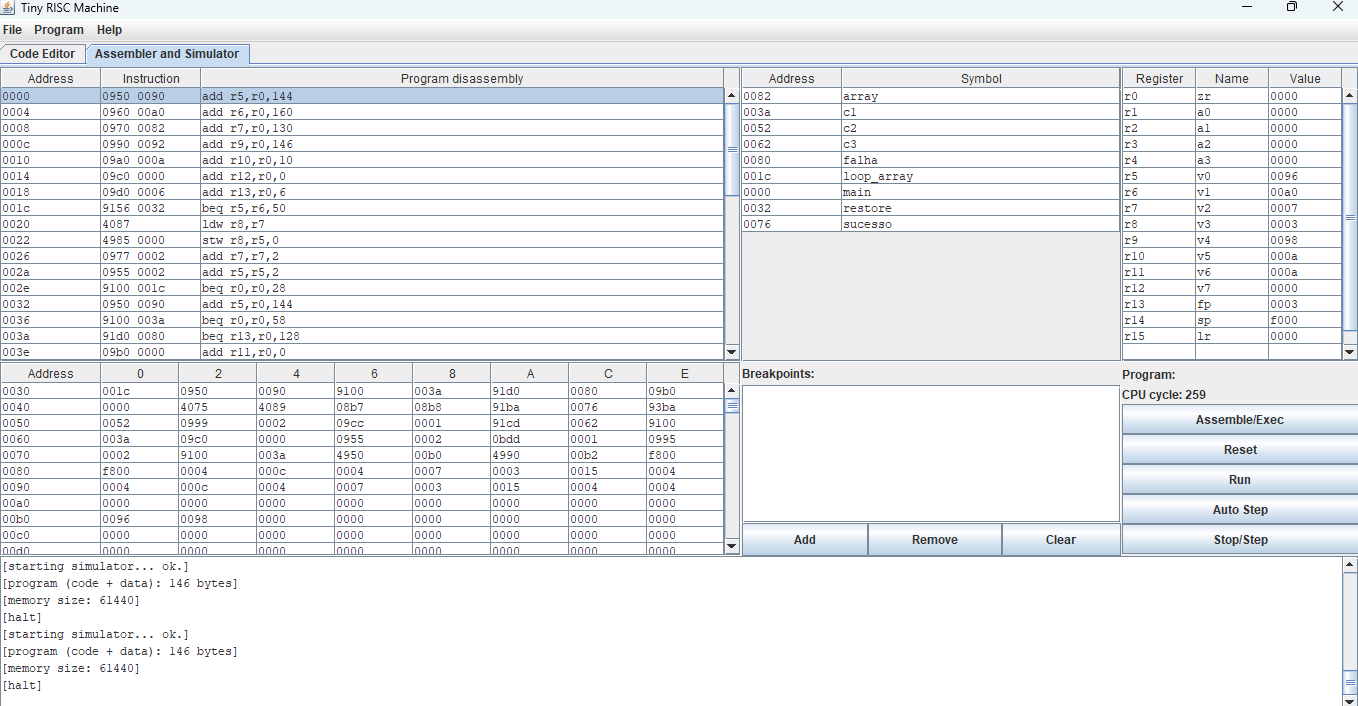 Tiny RISC Machine
File Program Help
Code Editor Assembler and Simulator
Address Instruction Program disassembly
0000 0950 0090 add r5,r0,144
0004 0960 00a0 add r6,r0,160
0008 0970 0082 add r7,r0,130
000c 0990 0092 add r9,r0,146
0010 09a0 000a add r10,r0,10
0014 09c0 0000 add r12,r0,0
0018 09d0 0006 add r13,r0,6
001c 9156 0032 beq r5,r6,50
0020 4087 ldw r8,r7
0022 4985 0000 stw r8,r5,0
0026 0977 0002 add r7,r7,2
002a 0955 0002 add r5,r5,2
002e 9100 001c beq r0,r0,28
0032 0950 0090 add r5,r0,144
0036 9100 003a beq r0,r0,58
003a 91d0 0080 beq r13,r0,128
003e 09b0 0000 add r11,r0,0
Address Symbol
0082 array
003a c1
0052 c2
0062 c3
0080 falha
001c loop_array
0000 main
0032 restore
0076 sucesso
Register Name Value
r0 zr 0000
r1 a0 0000
r2 a1 0000
r3 a2 0000
r4 a3 0000
r5 v0 0096
r6 v1 00a0
r7 v2 0007
r8 v3 0003
r9 v4 0098
r10 v5 000a
r11 v6 000a
r12 v7 0000
r13 fp 0003
r14 sp f000
r15 lr 0000
Address 0 2 4 6 8 A C E
0030 001c 0950 0090 9100 003a 91d0 0080 09b0
0040 0000 4075 4089 08b7 08b8 91ba 0076 93ba
0050 0052 0999 0002 09cc 0001 91cd 0062 9100
0060 003a 09c0 0000 0955 0002 0bdd 0001 0995
0070 0002 9100 003a 4950 00b0 4990 00b2 f800
0080 f800 0004 000c 0004 0007 0003 0015 0004
0090 0004 000c 0004 0007 0003 0015 0004 0004
00a0 0000 0000 0000 0000 0000 0000 0000 0000
00b0 0096 0098 0000 0000 0000 0000 0000 0000
00c0 0000 0000 0000 0000 0000 0000 0000 0000
00d0 0000 0000 0000 0000 0000 0000 0000 0000
Breakpoints:
Add Remove Clear
Program:
CPU cycle: 259
Assemble/Exec
Reset
Run
Auto Step
Stop/Step
[starting simulator... ok.]
[program (code + data): 146 bytes]
[memory size: 61440]
[halt]
[starting simulator... ok.]
[program (code + data): 146 bytes]
[memory size: 61440]
[halt]